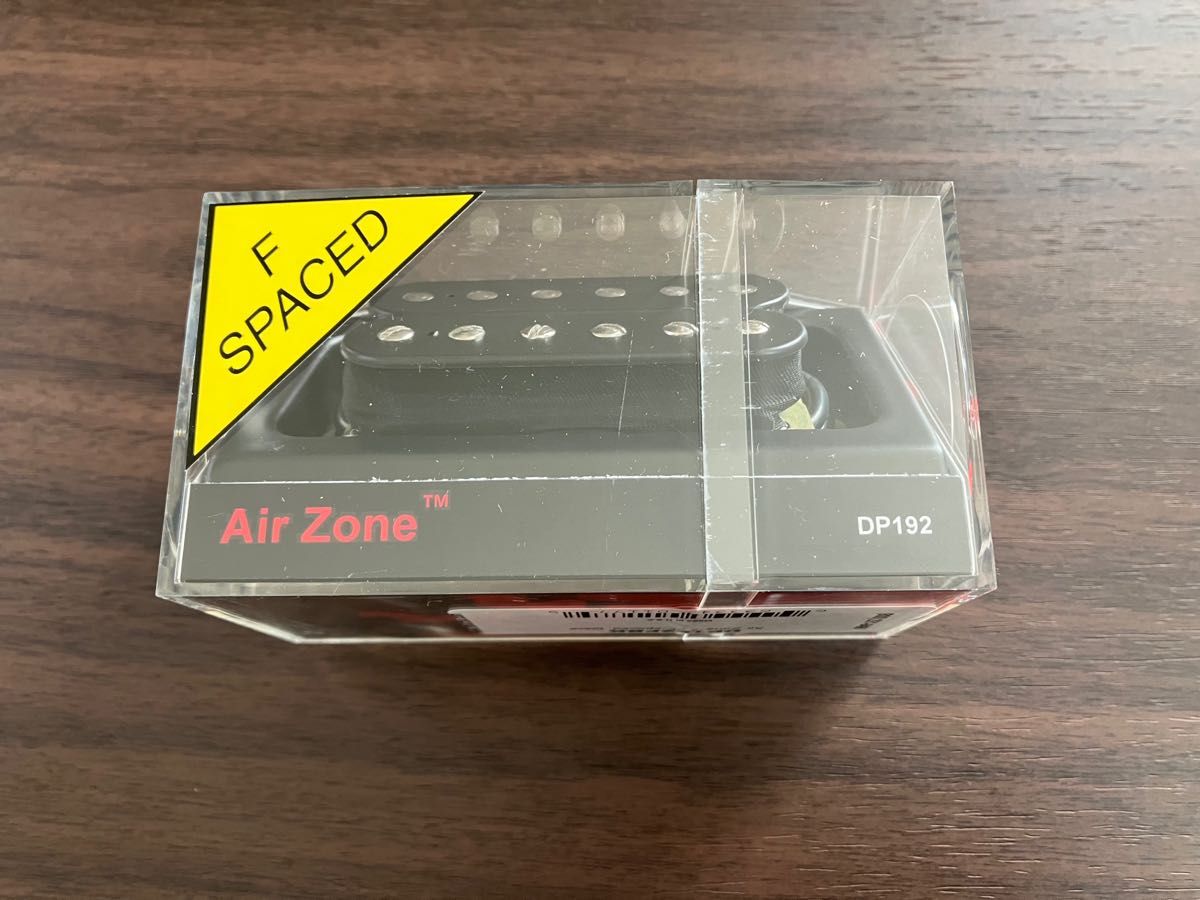 F
SPACED
Air Zone™
DP192